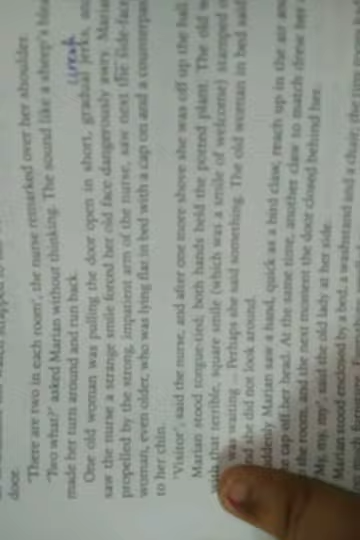 door.
'There are two in each room', the nurse remarked over her shoulder.
'Two what?' asked Marian without thinking. The sound like a sheep's
made her turn around and run back.
One old woman was pulling the door open in short, gradual jerks, and
saw the nurse a strange smile forced her old face dangerously awry. Marian
propelled by the strong, impatient arm of the nurse, saw next the side-face
woman, even older, who was lying flat in bed with a cap on and a counterpane
to her chin.
'Visitor', said the nurse, and after one more shove she was off up the hall.
Marian stood tongue-tied; both hands held the potted plant. The old
with that terrible, square smile (which was a smile of welcome) stamped
was waiting ... Perhaps she said something. The old woman in bed said
and she did not look around.
Marian saw a hand, quick as a bird claw, reach up in the air and
cap off her head. At the same time, another claw to match drew her
the room, and the next moment the door closed behind her.
'My, my, my', said the old lady at her side.
Marian stood enclosed by a bed, a washstand and a chair